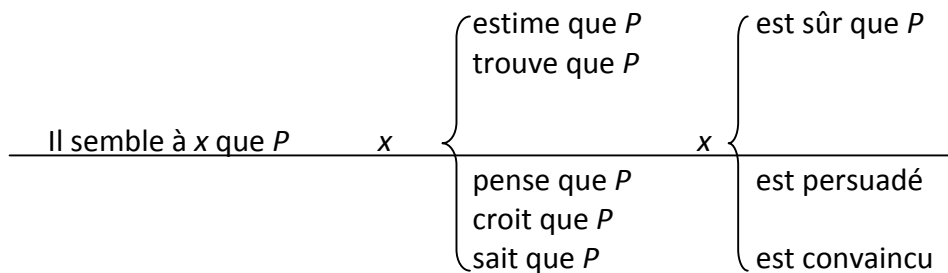 estime que P est sûr que P
trouve que P
Il semble à x que P x x
pense que P est persuadé
croit que P
sait que P est convaincu